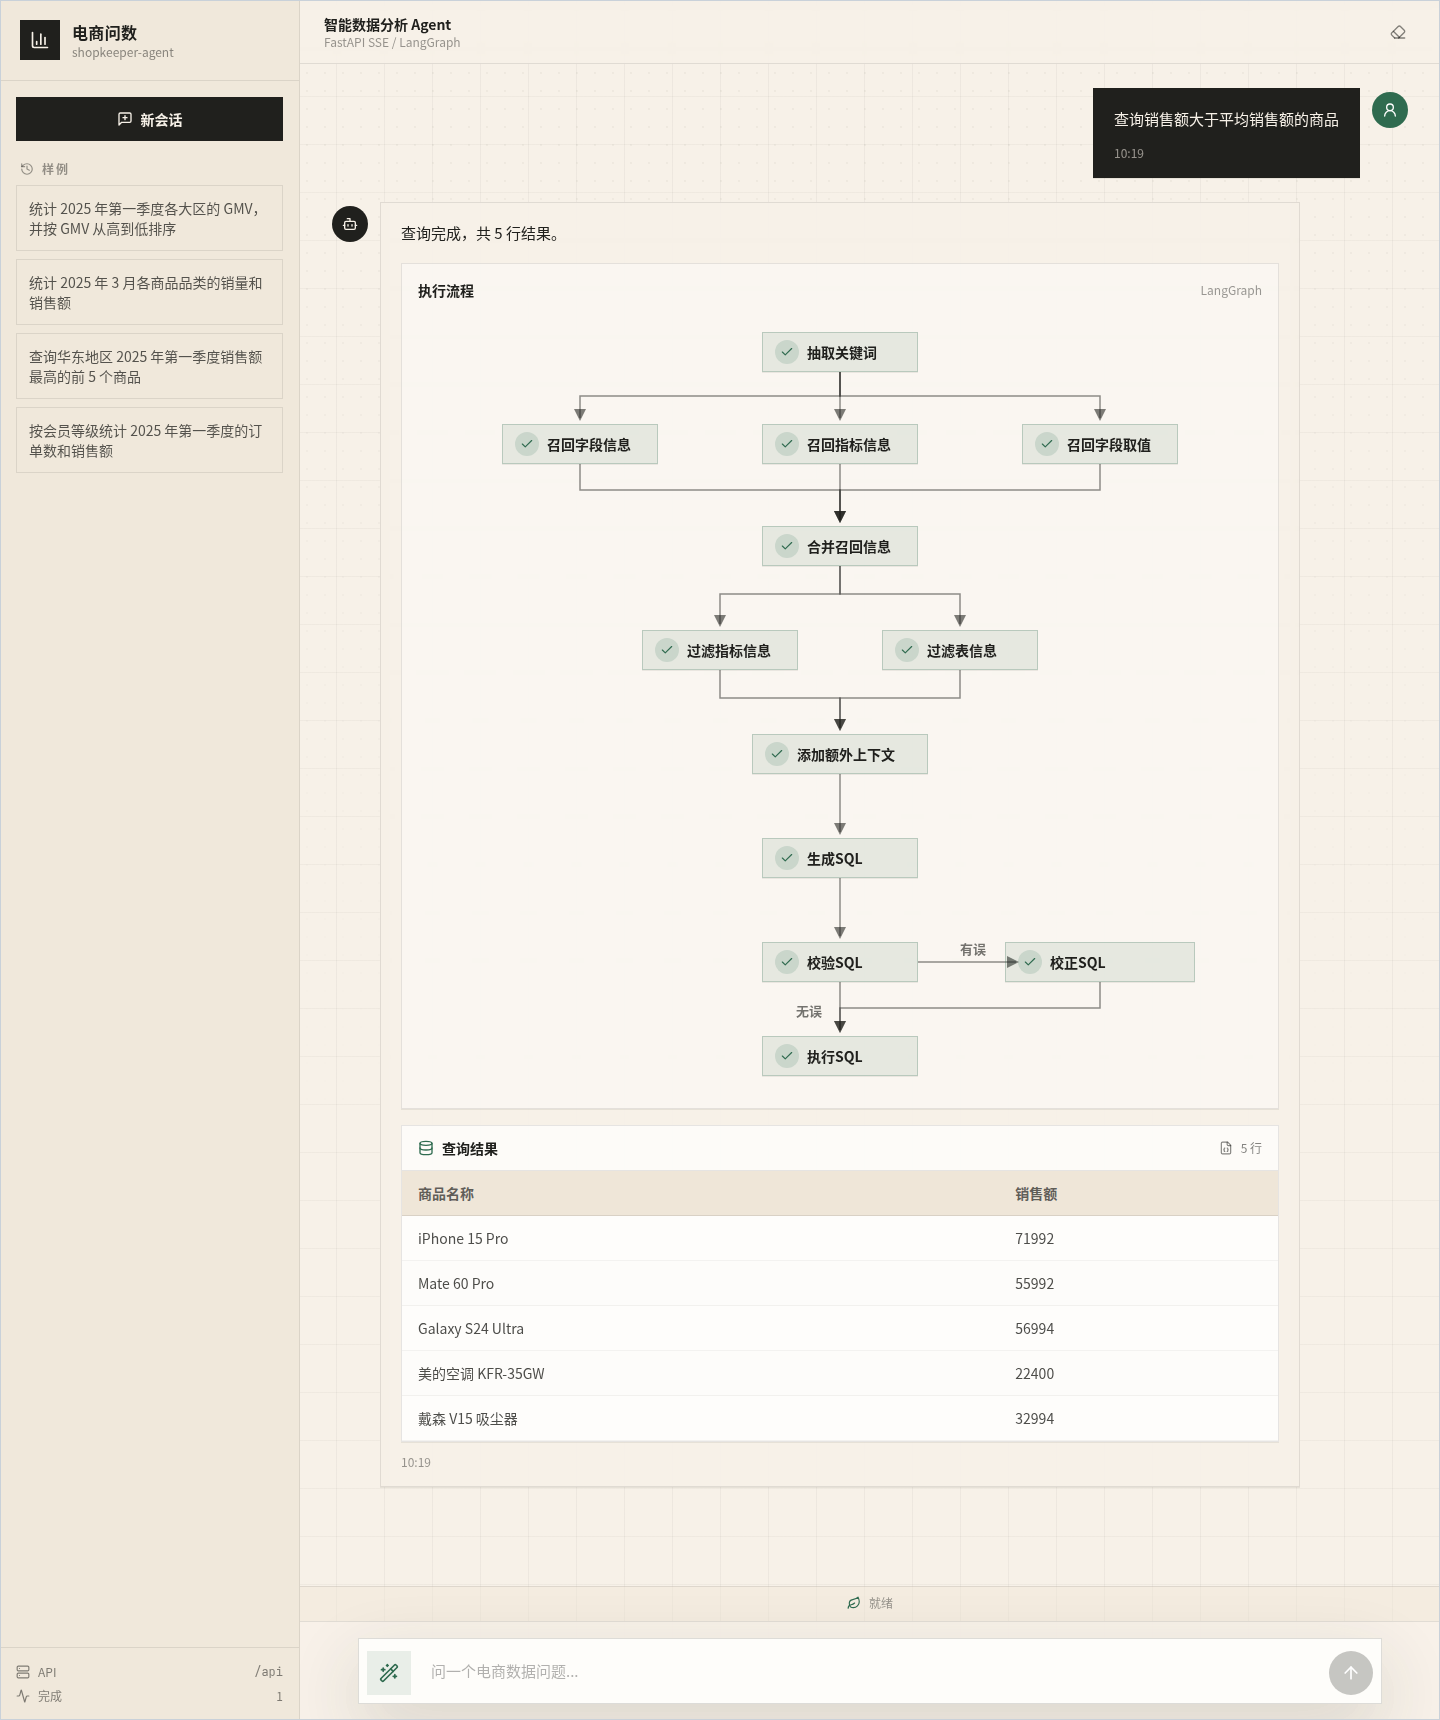 电商问数
shopkeeper-agent
新会话
样例
统计 2025 年第一季度各大区的 GMV，
并按 GMV 从高到低排序
统计 2025 年 3 月各商品品类的销量和
销售额
查询华东地区 2025 年第一季度销售额
最高的前 5 个商品
按会员等级统计 2025 年第一季度的订
单数和销售额
API /api
完成 1
智能数据分析 Agent
FastAPI SSE / LangGraph
查询销售额大于平均销售额的商品
10:19
查询完成，共 5 行结果。
执行流程 LangGraph
抽取关键词
召回字段信息 召回指标信息 召回字段取值
合并召回信息
过滤指标信息 过滤表信息
添加额外上下文
生成SQL
校验SQL 有误 校正SQL
无误
执行SQL
查询结果 5 行
商品名称 销售额
iPhone 15 Pro 71992
Mate 60 Pro 55992
Galaxy S24 Ultra 56994
美的空调 KFR-35GW 22400
戴森 V15 吸尘器 32994
10:19
就绪
问一个电商数据问题...